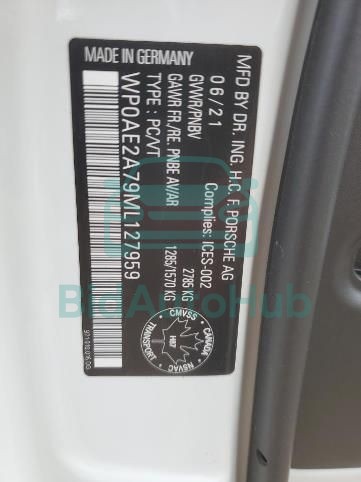 MFD BY DR. ING. H.C. F. PORSCHE AG
06/21
GVWR/PNBV 2785 KG
GAWR FR./RE. PNBE AV/AR 1285/1570 KG
Complies: ICES-002
TYPE: PC/VT
WP0AE2A79ML127959
MADE IN GERMANY
CMVSS
NSVAC
CANADA
TRANSPORT
BidAutoHub